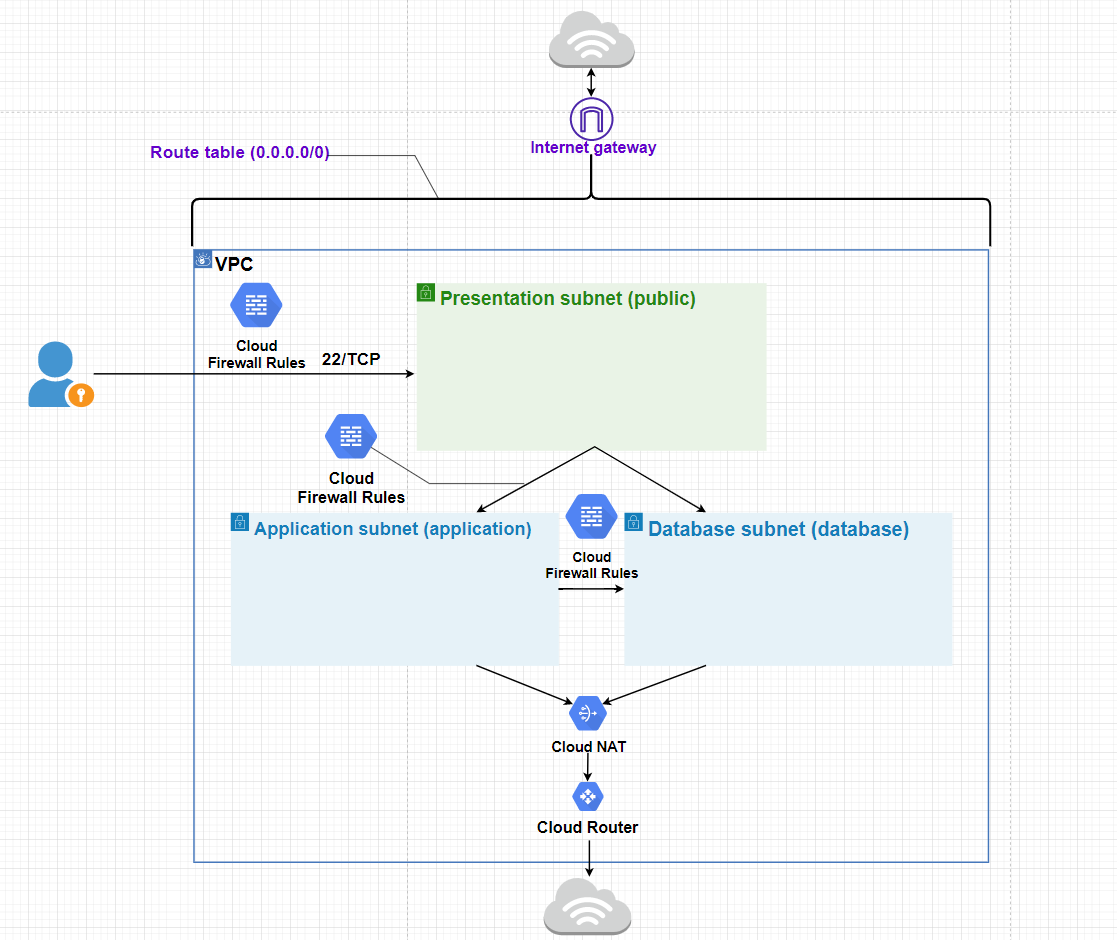 Internet gateway
Route table (0.0.0.0/0)
VPC
Presentation subnet (public)
Cloud
Firewall Rules
22/TCP
Cloud
Firewall Rules
Application subnet (application)
Database subnet (database)
Cloud
Firewall Rules
Cloud NAT
Cloud Router